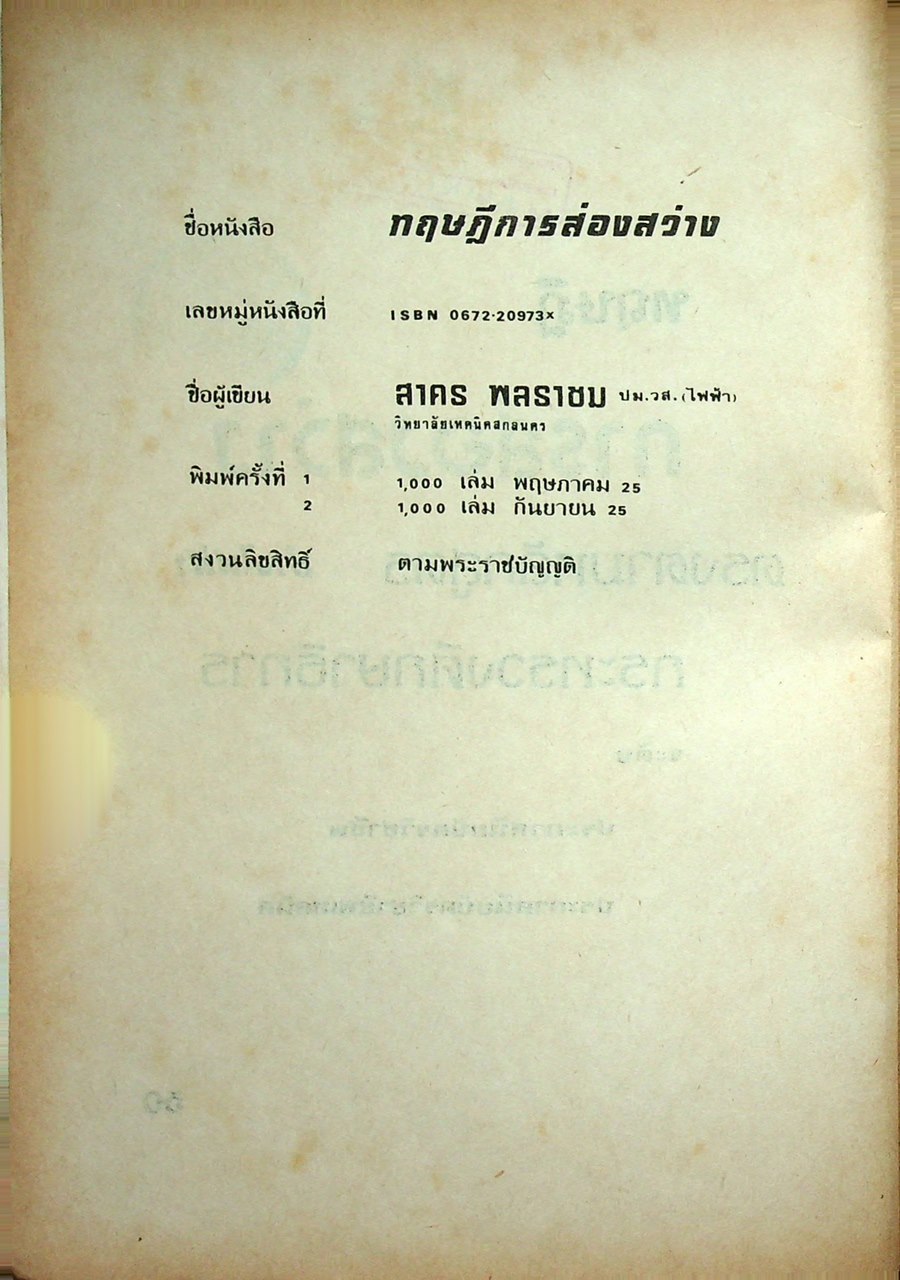 ชื่อหนังสือ ทฤษฎีการส่องสว่าง
เลขหมู่หนังสือที่ ISBN 0672-20973x
ชื่อผู้เขียน สาคร พลราชม ปม.วส.(ไฟฟ้า)
วิทยาลัยเทคนิคสกลนคร
พิมพ์ครั้งที่ 1 1,000 เล่ม พฤษภาคม 25
2 1,000 เล่ม กันยายน 25
สงวนลิขสิทธิ์ ตามพระราชบัญญติ